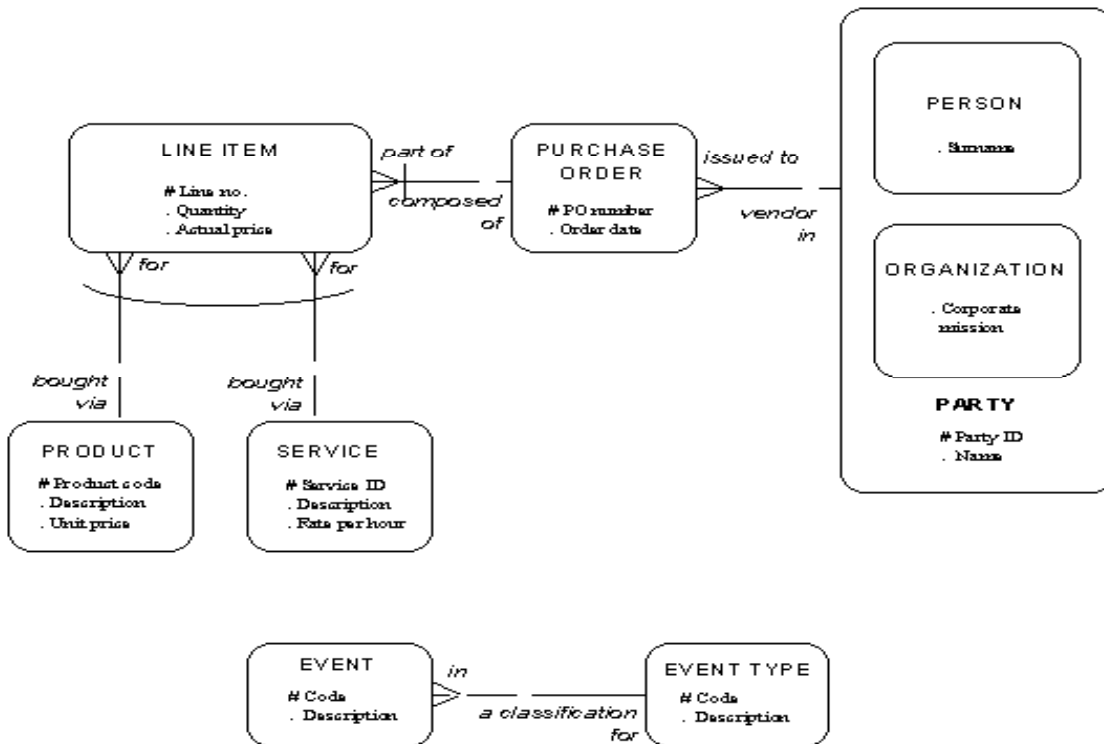 PERSON
. Surname
LINE ITEM
# Line no.
. Quantity
. Actual price
part of
composed
of
PURCHASE
ORDER
# PO number
. Order date
issued to
vendor
in
ORGANIZATION
. Corporate
mission
PARTY
# Party ID
. Name
for
for
bought
via
bought
via
PRODUCT
# Product code
. Description
. Unit price
SERVICE
# Service ID
. Description
. Rate per hour
EVENT
# Code
. Description
in
a classification
for
EVENT TYPE
# Code
. Description